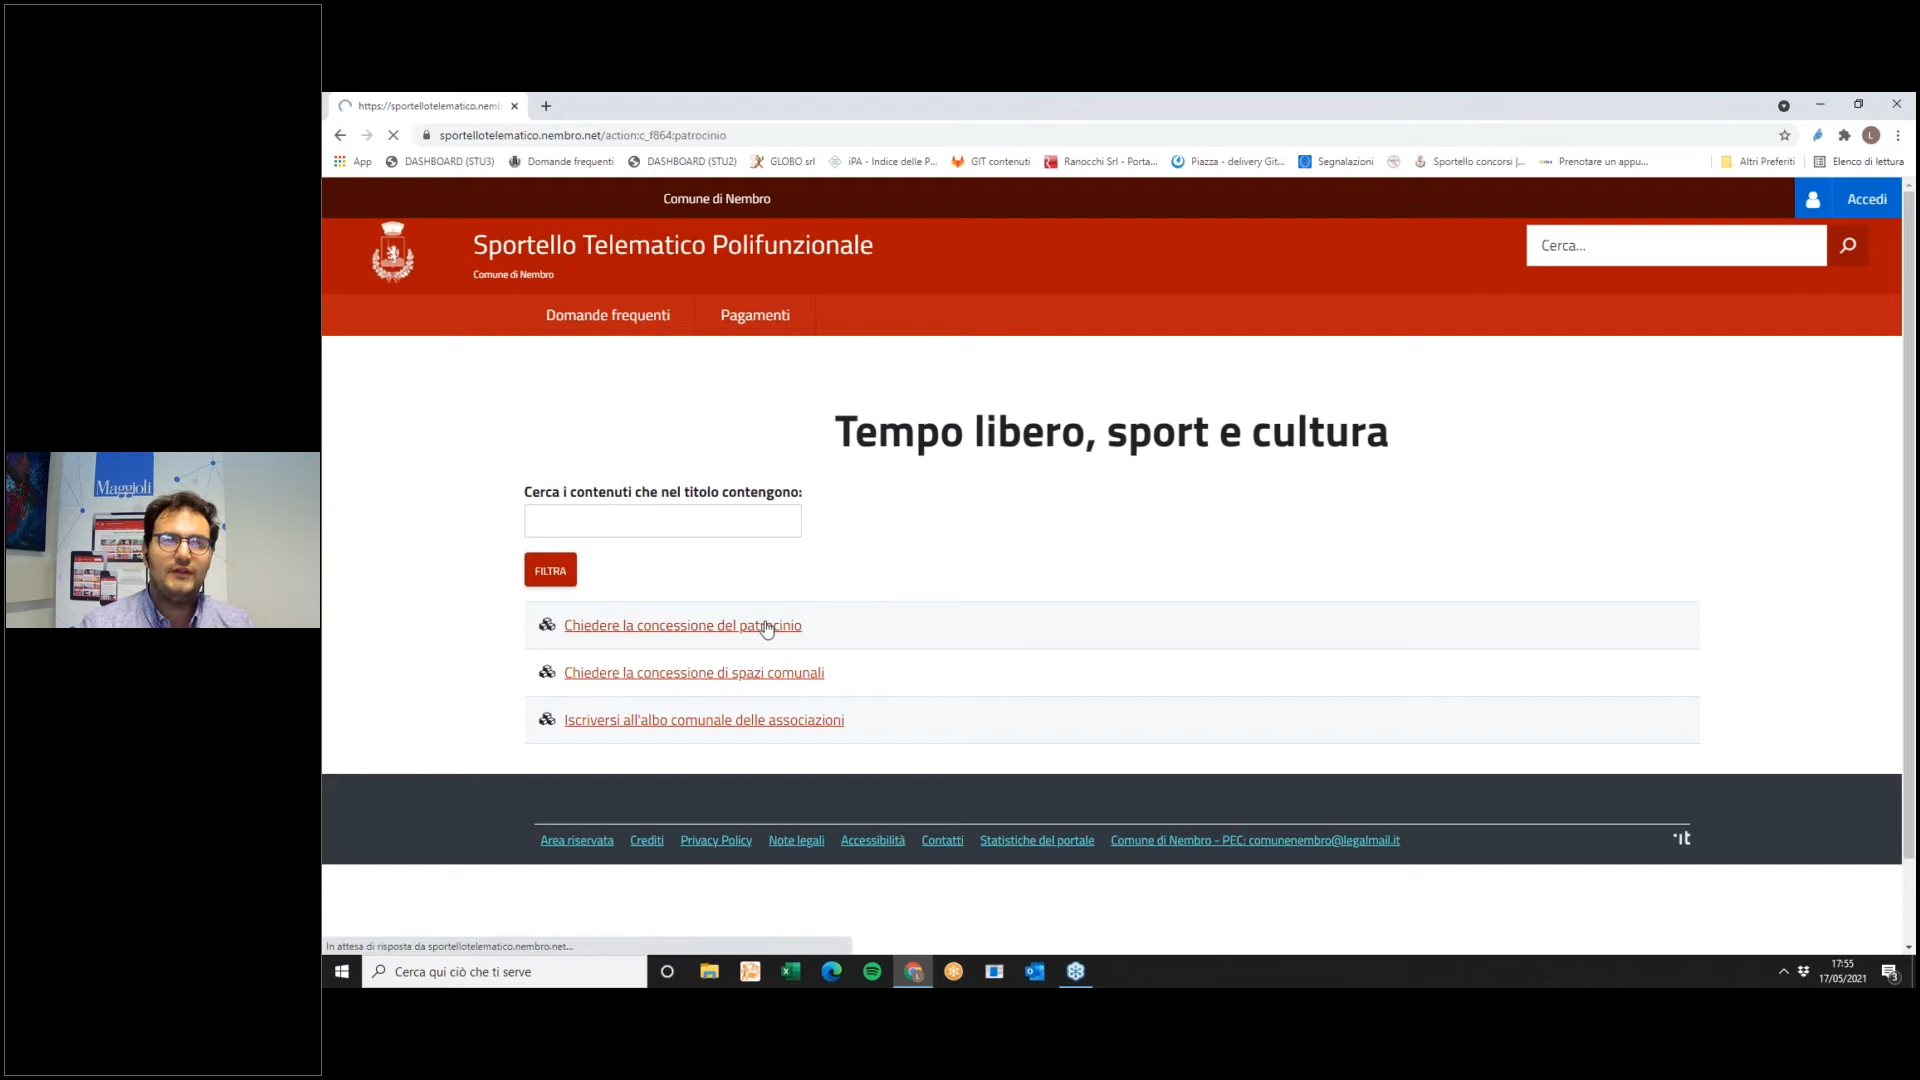 https://sportellotelematico.nemb
sportellotelematico.nembro.net/action:c_f864:patrocinio
App DASHBOARD (STU3) Domande frequenti DASHBOARD (STU2) GLOBO srl iPA - Indice delle P... GIT contenuti Ranocchi Srl - Porta... Piazza - delivery Git... Segnalazioni Sportello concorsi |... Prenotare un appu... Altri Preferiti Elenco di lettura
Comune di Nembro
Accedi
Sportello Telematico Polifunzionale
Comune di Nembro
Cerca...
Domande frequenti Pagamenti
Tempo libero, sport e cultura
Cerca i contenuti che nel titolo contengono:
FILTRA
Chiedere la concessione del patrocinio
Chiedere la concessione di spazi comunali
Iscriversi all'albo comunale delle associazioni
Maggioli
Area riservata Crediti Privacy Policy Note legali Accessibilità Contatti Statistiche del portale Comune di Nembro - PEC: comunenembro@legalmail.it
·it
In attesa di risposta da sportellotelematico.nembro.net...
Cerca qui ciò che ti serve
17:55
17/05/2021
3